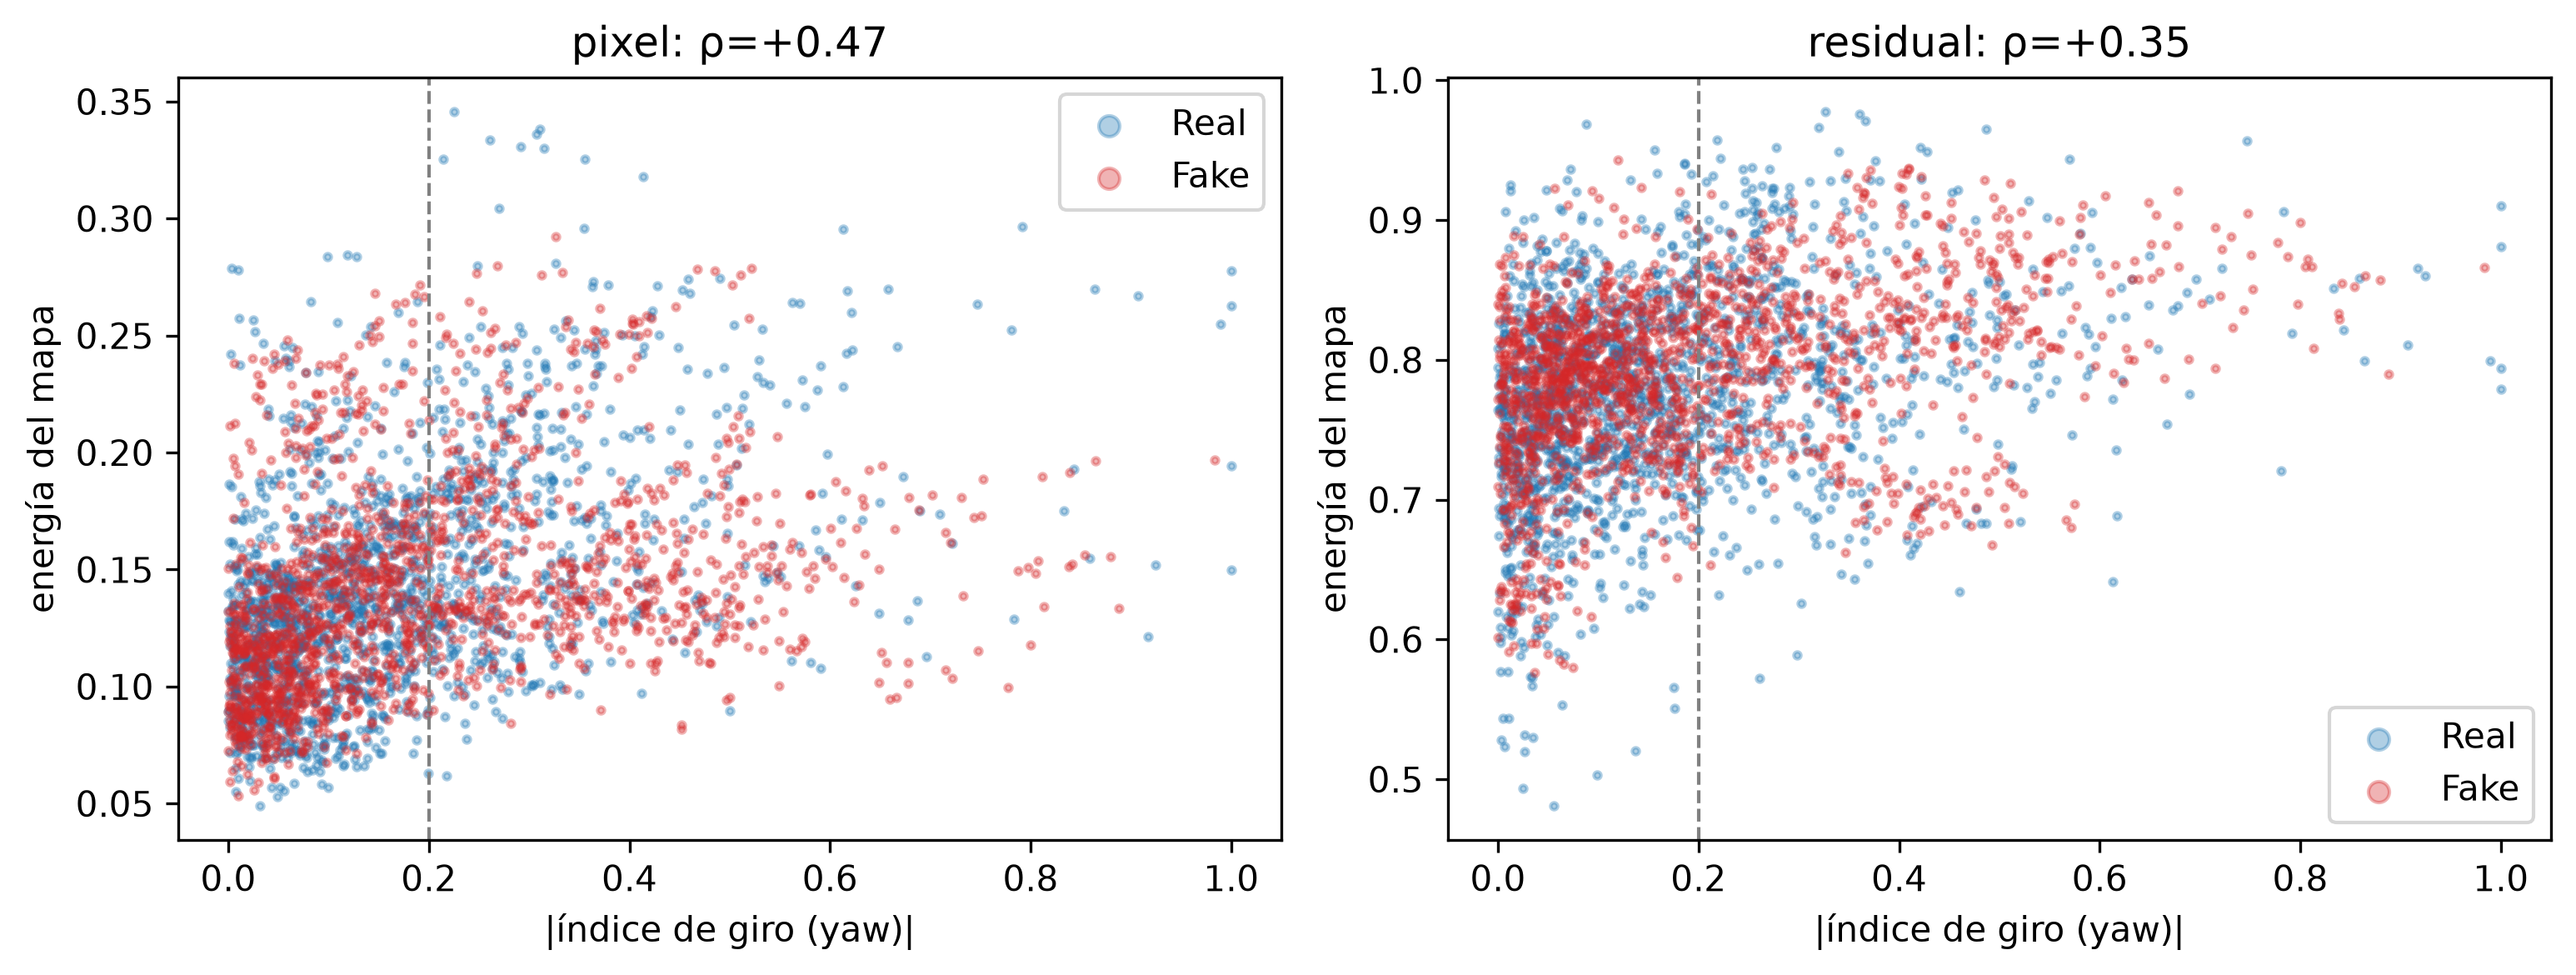 pixel: ρ=+0.47
energía del mapa
0.35
0.30
0.25
0.20
0.15
0.10
0.05
0.0 0.2 0.4 0.6 0.8 1.0
|índice de giro (yaw)|
Real
Fake
residual: ρ=+0.35
energía del mapa
1.0
0.9
0.8
0.7
0.6
0.5
0.0 0.2 0.4 0.6 0.8 1.0
|índice de giro (yaw)|
Real
Fake